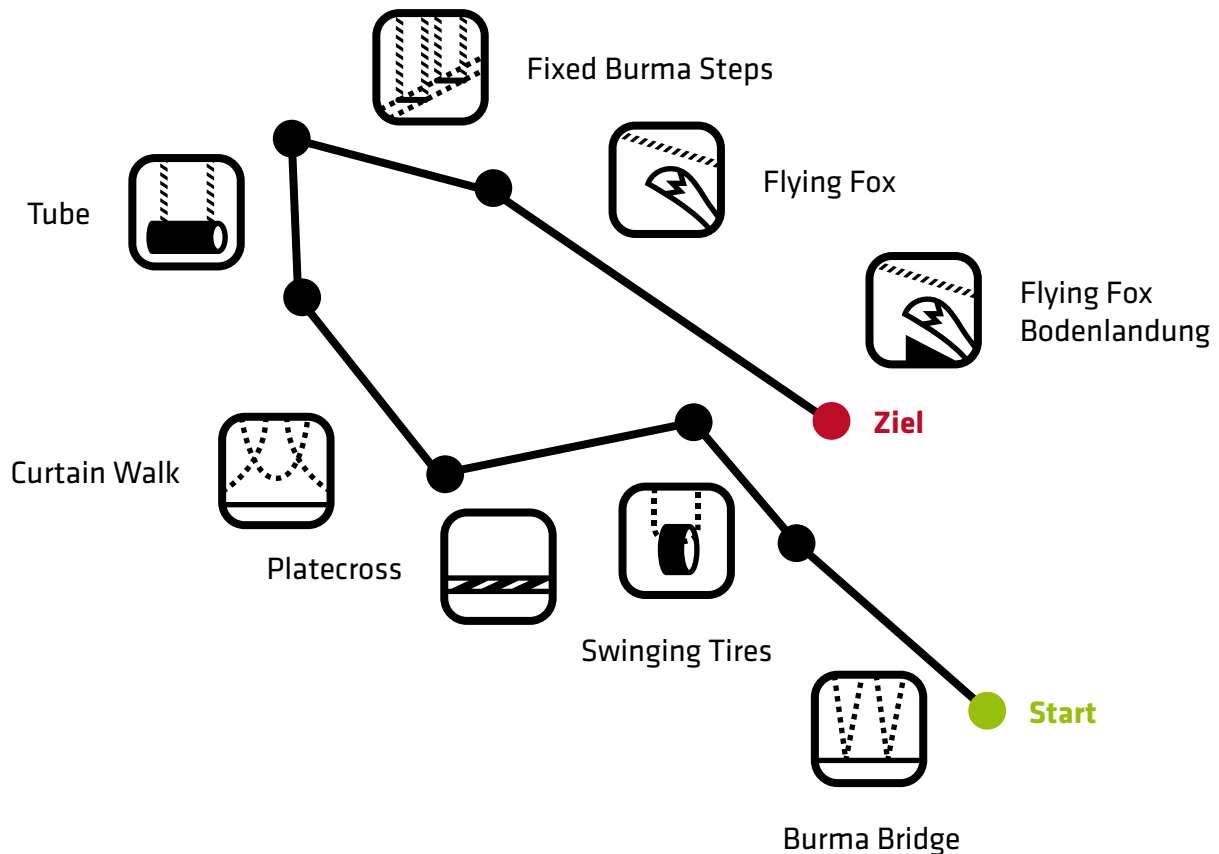 Fixed Burma Steps
Flying Fox
Tube
Flying Fox
Bodenlandung
Ziel
Curtain Walk
Platecross
Swinging Tires
Start
Burma Bridge